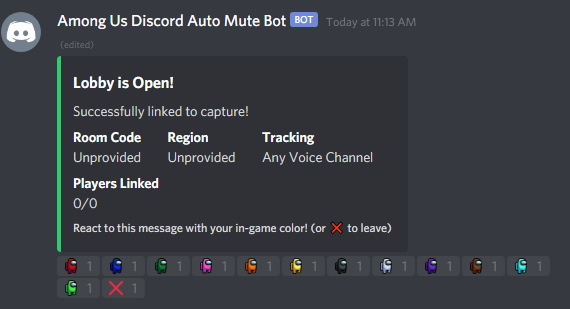 Among Us Discord Auto Mute Bot BOT Today at 11:13 AM
(edited)
Lobby is Open!
Successfully linked to capture!
Room Code Region Tracking
Unprovided Unprovided Any Voice Channel
Players Linked
0/0
React to this message with your in-game color! (or ❌ to leave)
1 1 1 1 1 1 1 1 1 1 1
1 1